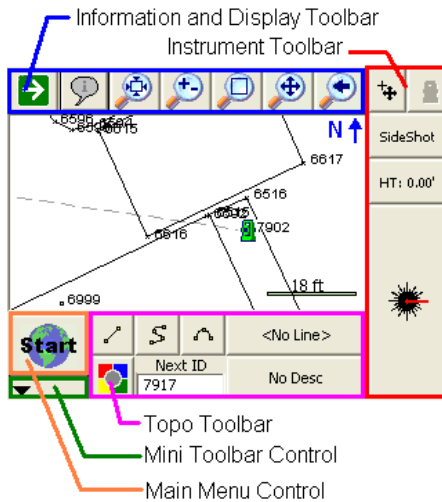 Information and Display Toolbar
Instrument Toolbar
N
SideShot
HT: 0.00'
6617
6516
7902
6616
18 ft
6999
Start
<No Line>
Next ID
7917
No Desc
Topo Toolbar
Mini Toolbar Control
Main Menu Control